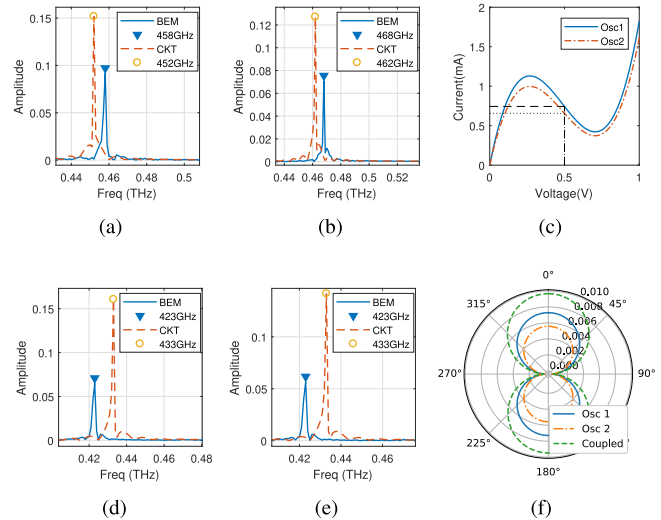 0.15
0.1
0.05
0
Amplitude
0.44 0.46 0.48 0.5
Freq (THz)
BEM
458GHz
CKT
452GHz
(a)
0.12
0.1
0.08
0.06
0.04
0.02
0
Amplitude
0.44 0.46 0.48 0.5 0.52
Freq (THz)
BEM
468GHz
CKT
462GHz
(b)
2
1.5
1
0.5
0
Current(mA)
0 0.5 1
Voltage(V)
Osc1
Osc2
(c)
0.15
0.1
0.05
0
Amplitude
0.42 0.44 0.46 0.48
Freq (THz)
BEM
423GHz
CKT
433GHz
(d)
0.1
0.05
0
Amplitude
0.42 0.44 0.46
Freq (THz)
BEM
423GHz
CKT
433GHz
(e)
0°
45°
90°
180°
225°
270°
315°
0.010
0.008
0.006
0.004
0.002
0.000
Osc 1
Osc 2
Coupled
(f)